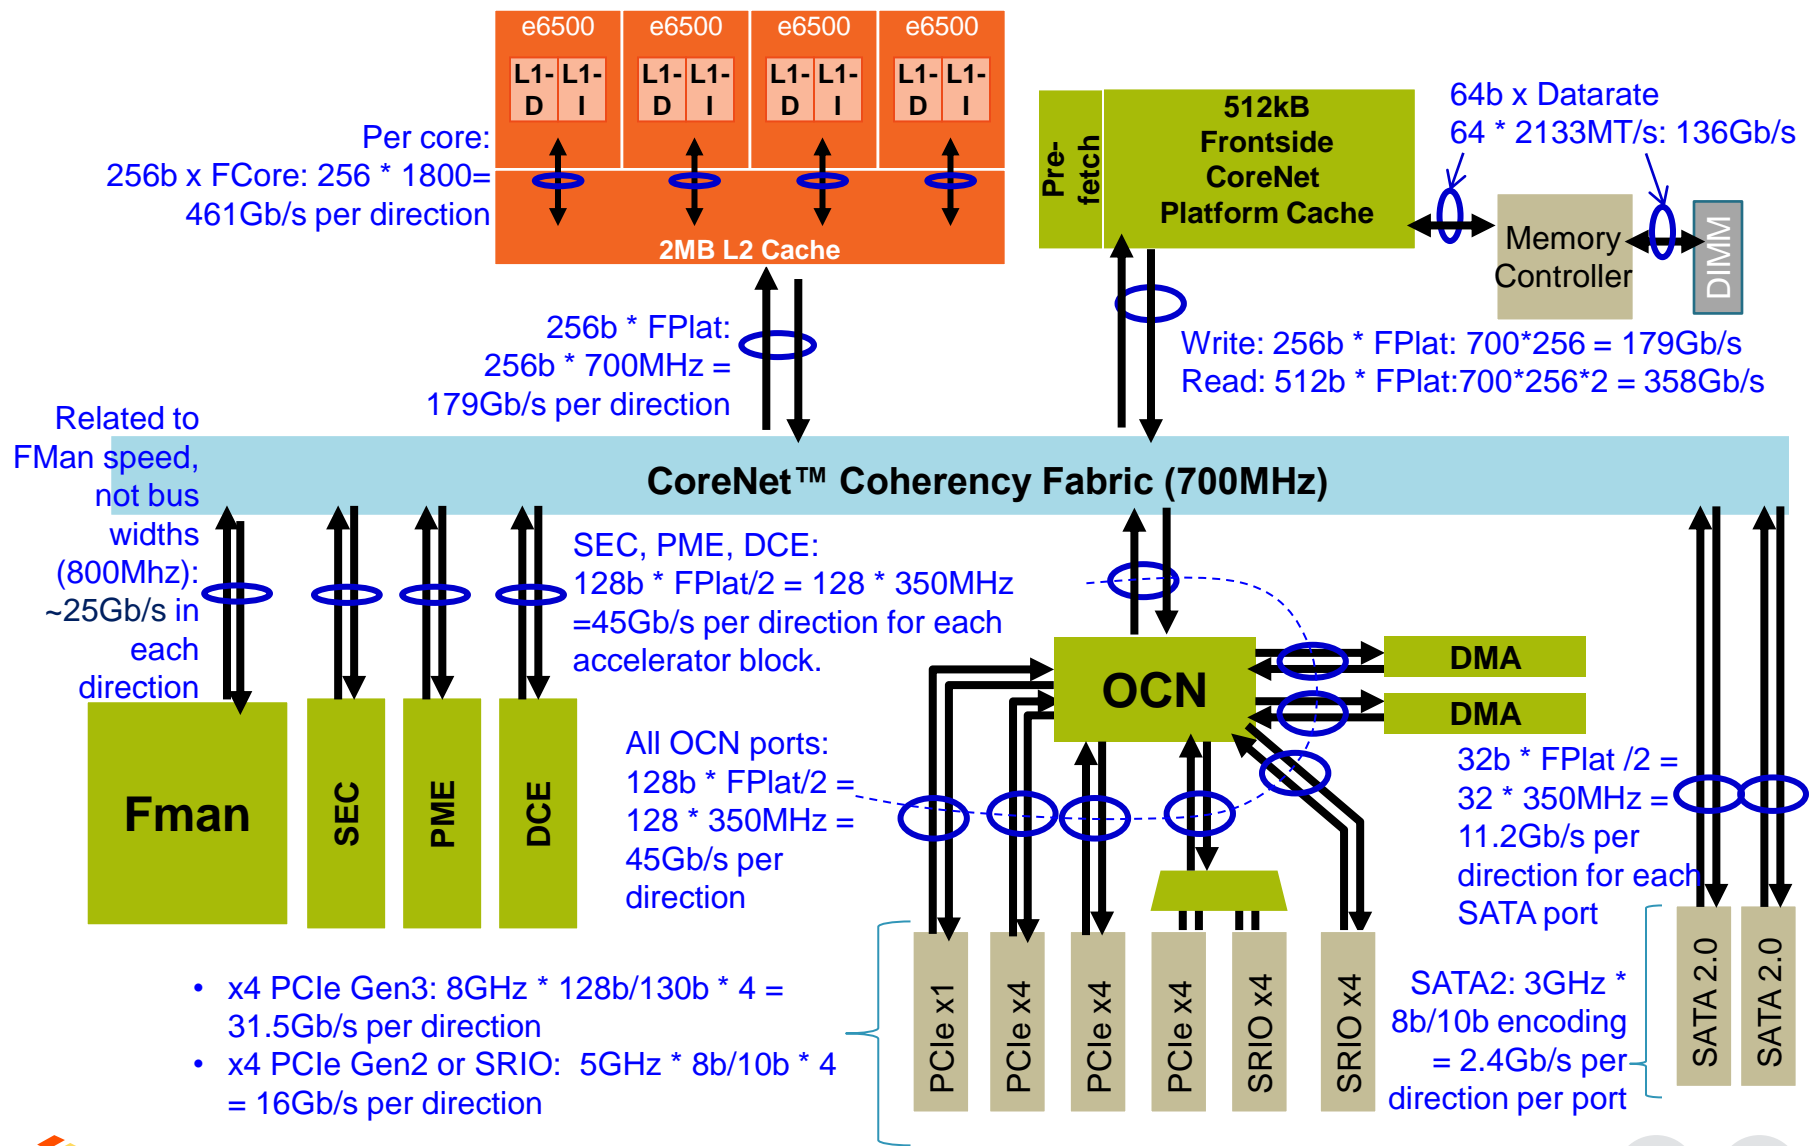 e6500 e6500 e6500 e6500
L1-D L1-I L1-D L1-I L1-D L1-I L1-D L1-I
2MB L2 Cache
Per core:
256b x FCore: 256 * 1800=
461Gb/s per direction
Pre-fetch
512kB
Frontside
CoreNet
Platform Cache
64b x Datarate
64 * 2133MT/s: 136Gb/s
Memory
Controller
DIMM
256b * FPlat:
256b * 700MHz =
179Gb/s per direction
Write: 256b * FPlat: 700*256 = 179Gb/s
Read: 512b * FPlat:700*256*2 = 358Gb/s
Related to
FMan speed,
not bus
widths
(800Mhz):
~25Gb/s in
each
direction
CoreNet™ Coherency Fabric (700MHz)
SEC, PME, DCE:
128b * FPlat/2 = 128 * 350MHz
=45Gb/s per direction for each
accelerator block.
Fman
SEC
PME
DCE
OCN
DMA
DMA
All OCN ports:
128b * FPlat/2 =
128 * 350MHz =
45Gb/s per
direction
32b * FPlat /2 =
32 * 350MHz =
11.2Gb/s per
direction for each
SATA port
• x4 PCIe Gen3: 8GHz * 128b/130b * 4 =
31.5Gb/s per direction
• x4 PCIe Gen2 or SRIO: 5GHz * 8b/10b * 4
= 16Gb/s per direction
PCIe x1
PCIe x4
PCIe x4
PCIe x4
SRIO x4
SRIO x4
SATA2: 3GHz *
8b/10b encoding
= 2.4Gb/s per
direction per port
SATA 2.0
SATA 2.0